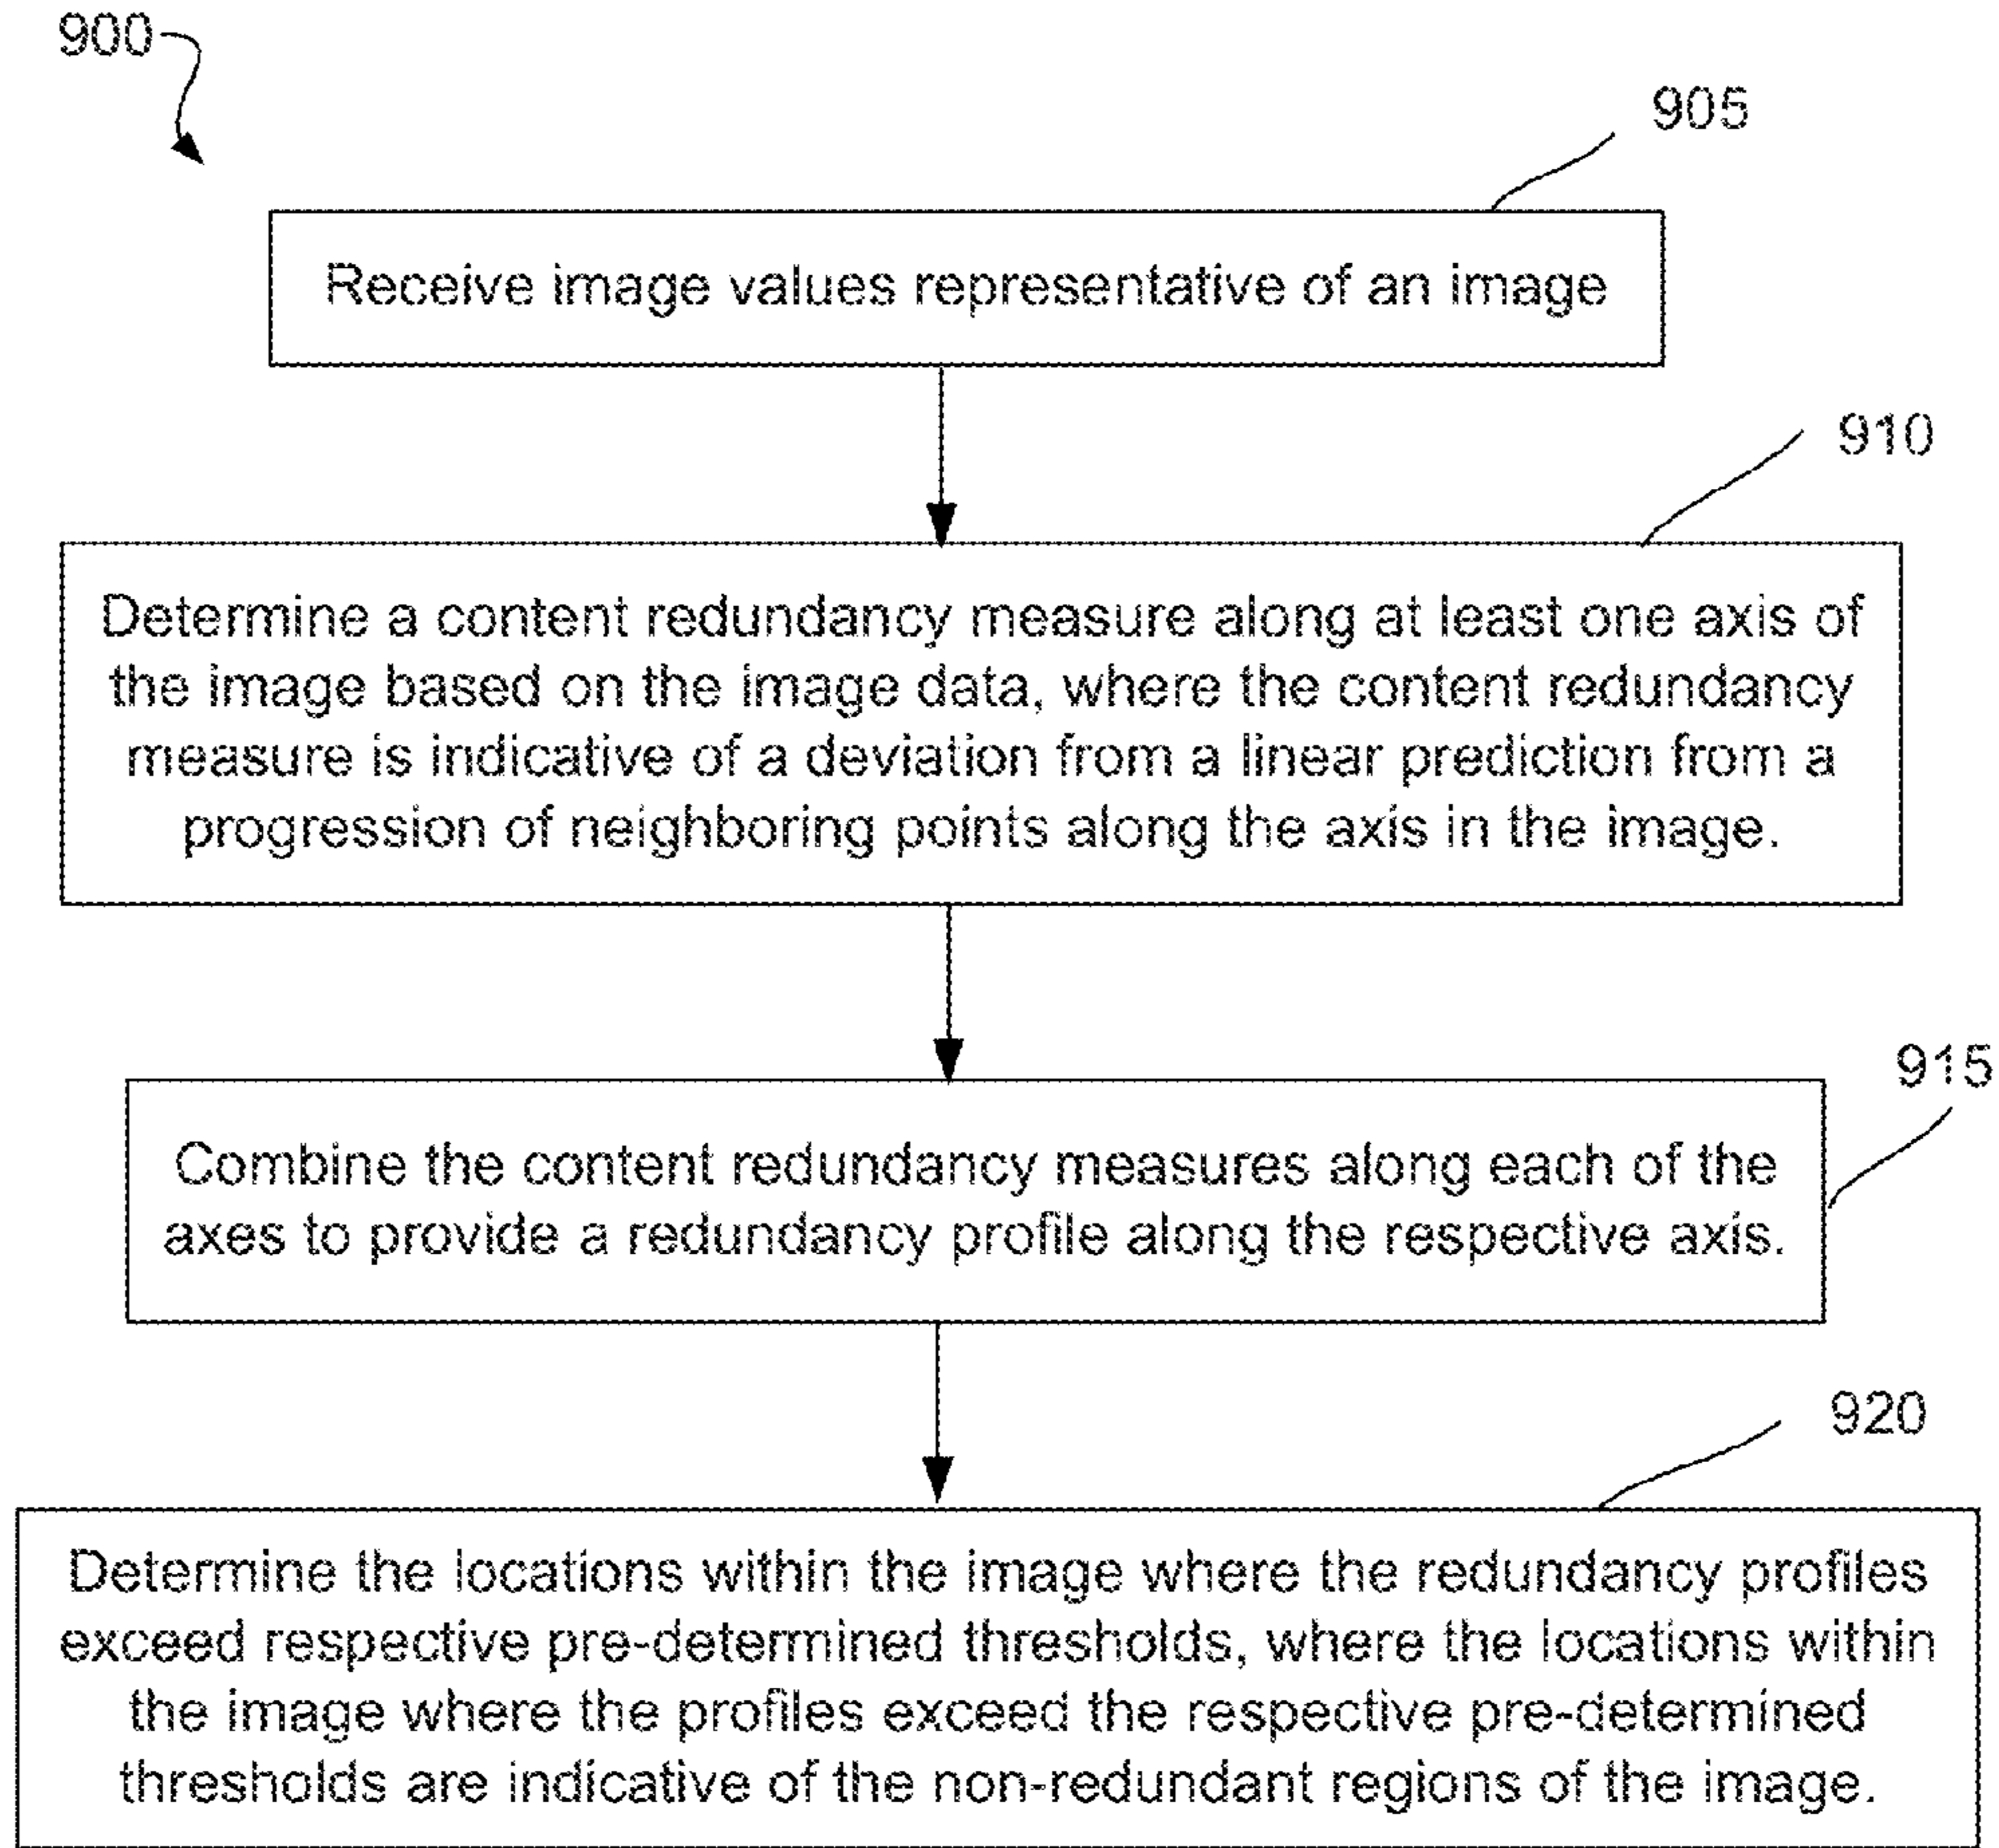 900
905
Receive image values representative of an image
910
Determine a content redundancy measure along at least one axis of
the image based on the image data, where the content redundancy
measure is indicative of a deviation from a linear prediction from a
progression of neighboring points along the axis in the image.
915
Combine the content redundancy measures along each of the
axes to provide a redundancy profile along the respective axis.
920
Determine the locations within the image where the redundancy profiles
exceed respective pre-determined thresholds, where the locations within
the image where the profiles exceed the respective pre-determined
thresholds are indicative of the non-redundant regions of the image.